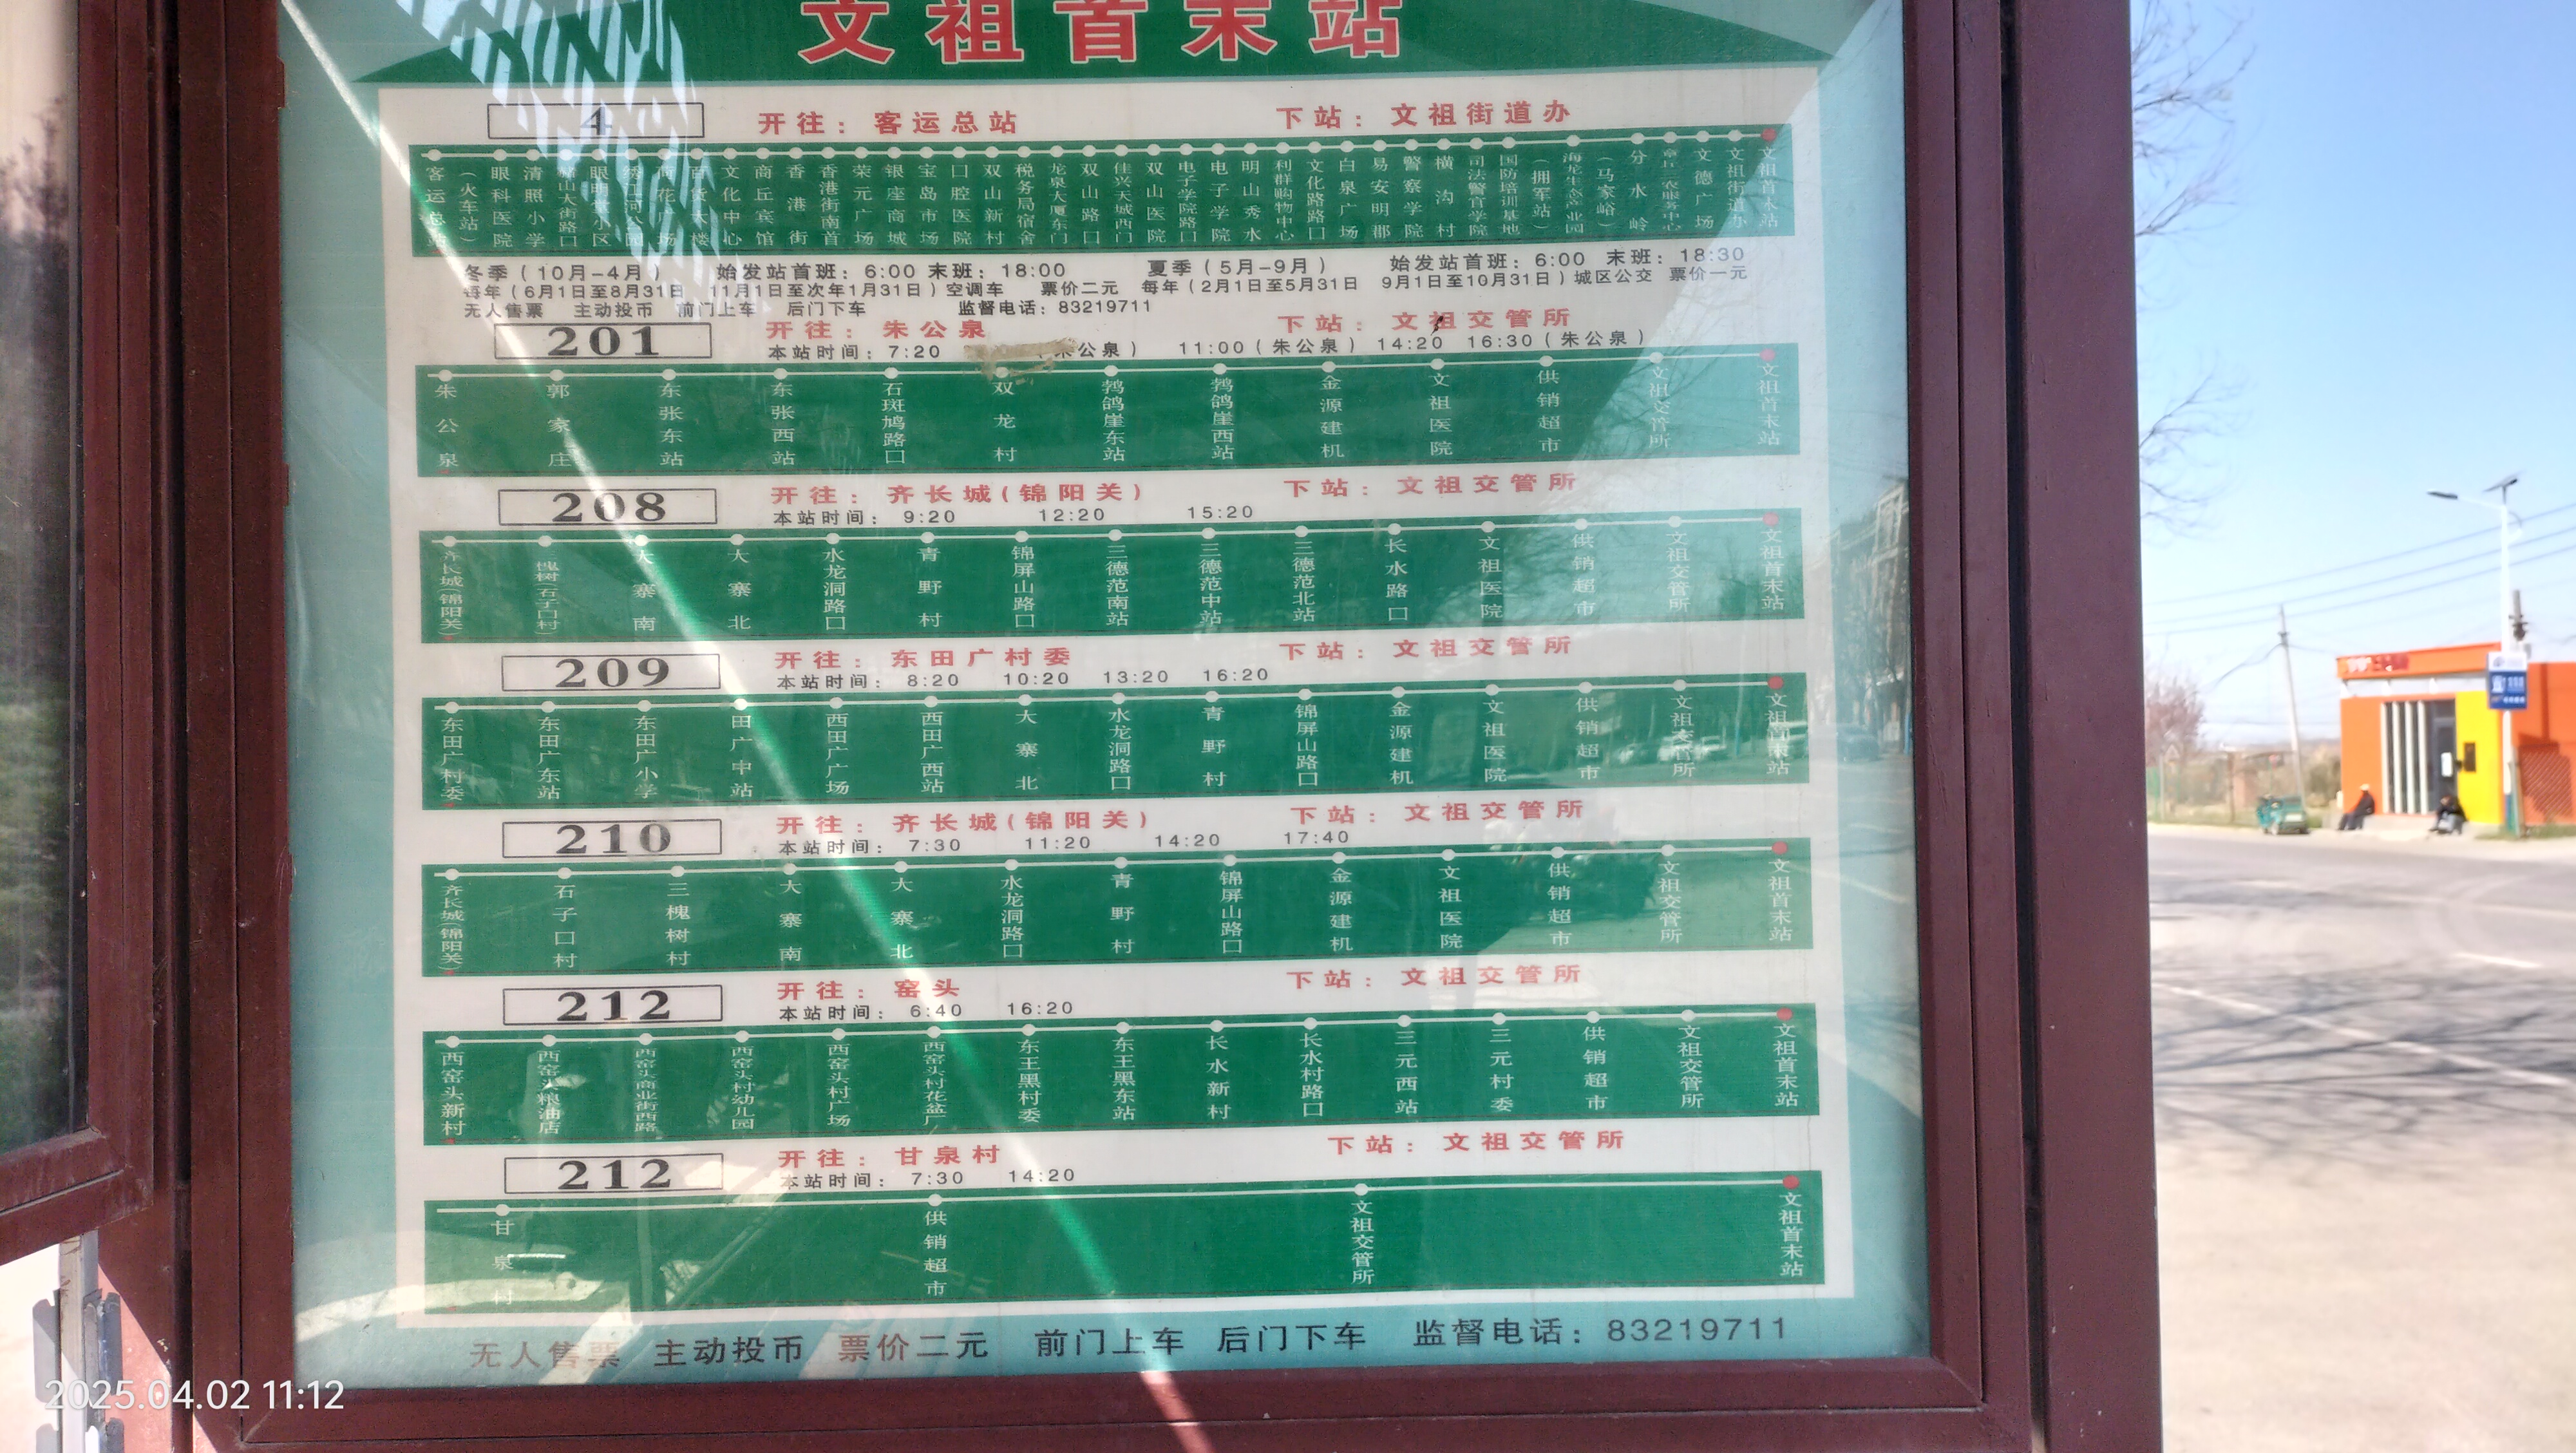 文祖首末站
4 开往：客运总站 下站：文祖街道办
客运总站 （火车站） 眼科医院 清照小学 眼明堂小区 百货大楼 文化中心 商丘宾馆 香港街 香港街南首 荣元广场 银座商城 宝岛市场 口腔医院 双山新村 税务局宿舍 龙泉大厦东门 双山路口 佳兴天城西门 双山医院 电子学院路口 电子学院 明山秀水 利群购物中心 文化路路口 白泉广场 易安明郡 警察学院 横沟村 司法警官学院 国防培训基地 （拥军站） 海龙生态产业园 （马家峪） 分水岭 文德广场 文祖街道办 文祖首末站
冬季（10月-4月） 始发站首班：6:00 末班：18:00 夏季（5月-9月） 始发站首班：6:00 末班：18:30
每年（6月1日至8月31日 11月1日至次年1月31日）空调车 票价二元 每年（2月1日至5月31日 9月1日至10月31日）城区公交 票价一元
无人售票 主动投币 前门上车 后门下车 监督电话：83219711
201 开往：朱公泉 下站：文祖交管所
本站时间：7:20 朱公泉） 11:00（朱公泉） 14:20 16:30（朱公泉）
朱公泉 郭家庄 东张东站 东张西站 石斑鸠路口 双龙村 鹁鸽崖东站 鹁鸽崖西站 金源建机 文祖医院 供销超市 文祖交管所 文祖首末站
208 开往：齐长城（锦阳关） 下站：文祖交管所
本站时间：9:20 12:20 15:20
齐长城（锦阳关） 三槐树（石子口村） 大寨南 大寨北 水龙洞路口 青野村 锦屏山路口 三德范南站 三德范中站 三德范北站 长水路口 文祖医院 供销超市 文祖交管所 文祖首末站
209 开往：东田广村委 下站：文祖交管所
本站时间：8:20 10:20 13:20 16:20
东田广村委 东田广东站 东田广小学 田广中站 西田广广场 西田广西站 大寨北 水龙洞路口 青野村 锦屏山路口 金源建机 文祖医院 供销超市 文祖交管所 文祖首末站
210 开往：齐长城（锦阳关） 下站：文祖交管所
本站时间：7:30 11:20 14:20 17:40
齐长城（锦阳关） 石子口村 三槐树村 大寨南 大寨北 水龙洞路口 青野村 锦屏山路口 金源建机 文祖医院 供销超市 文祖交管所 文祖首末站
212 开往：窑头 下站：文祖交管所
本站时间：6:40 16:20
西窑头新村 西窑头粮油店 西窑头商业街西路 西窑头村幼儿园 西窑头村广场 西窑头村花盆厂 东王黑村委 东王黑东站 长水新村 长水村路口 三元西站 三元村委 供销超市 文祖交管所 文祖首末站
212 开往：甘泉村 下站：文祖交管所
本站时间：7:30 14:20
甘泉村 供销超市 文祖交管所 文祖首末站
无人售票 主动投币 票价二元 前门上车 后门下车 监督电话：83219711
2025.04.02 11:12